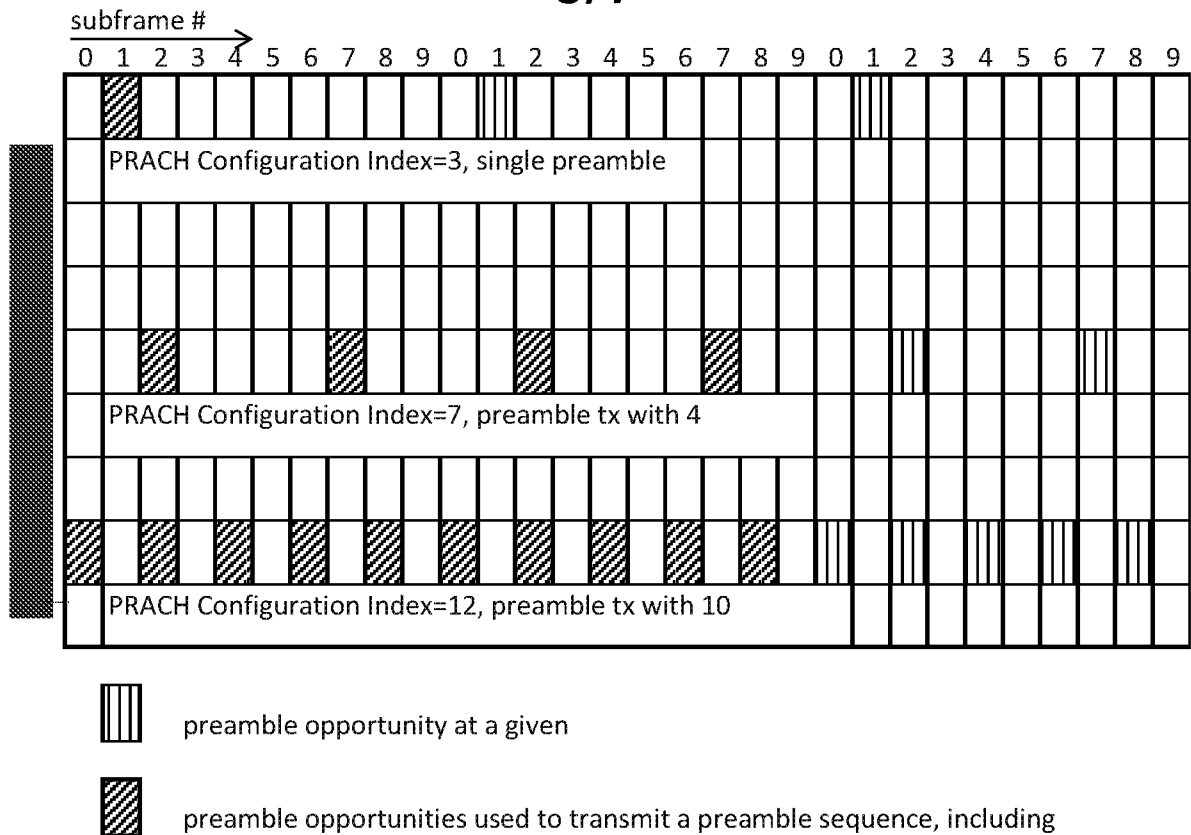 subframe #
0 1 2 3 4 5 6 7 8 9 0 1 2 3 4 5 6 7 8 9 0 1 2 3 4 5 6 7 8 9
PRACH Configuration Index=3, single preamble
PRACH Configuration Index=7, preamble tx with 4
PRACH Configuration Index=12, preamble tx with 10
preamble opportunity at a given
preamble opportunities used to transmit a preamble sequence, including